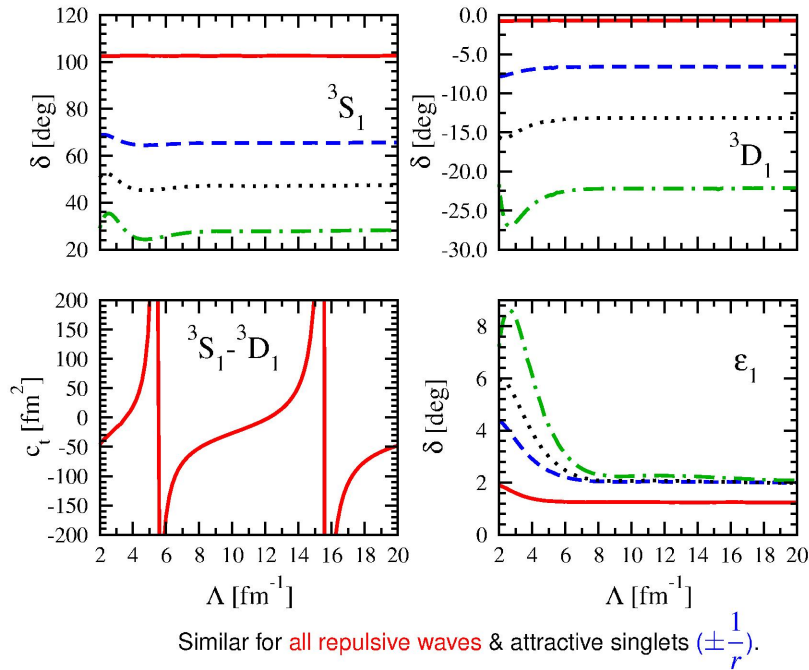 120
100
80
60
40
20
δ [deg]
³S₁
0.0
-5.0
-10.0
-15.0
-20.0
-25.0
-30.0
δ [deg]
³D₁
200
150
100
50
0
-50
-100
-150
-200
c_t [fm²]
³S₁-³D₁
2 4 6 8 10 12 14 16 18 20
Λ [fm⁻¹]
8
6
4
2
0
δ [deg]
ε₁
2 4 6 8 10 12 14 16 18 20
Λ [fm⁻¹]
Similar for all repulsive waves & attractive singlets (±1/r).